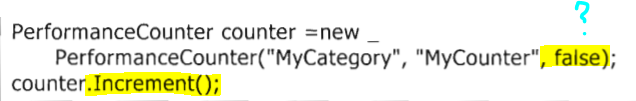 ?
PerformanceCounter counter =new _
PerformanceCounter("MyCategory", "MyCounter", false);
counter.Increment();